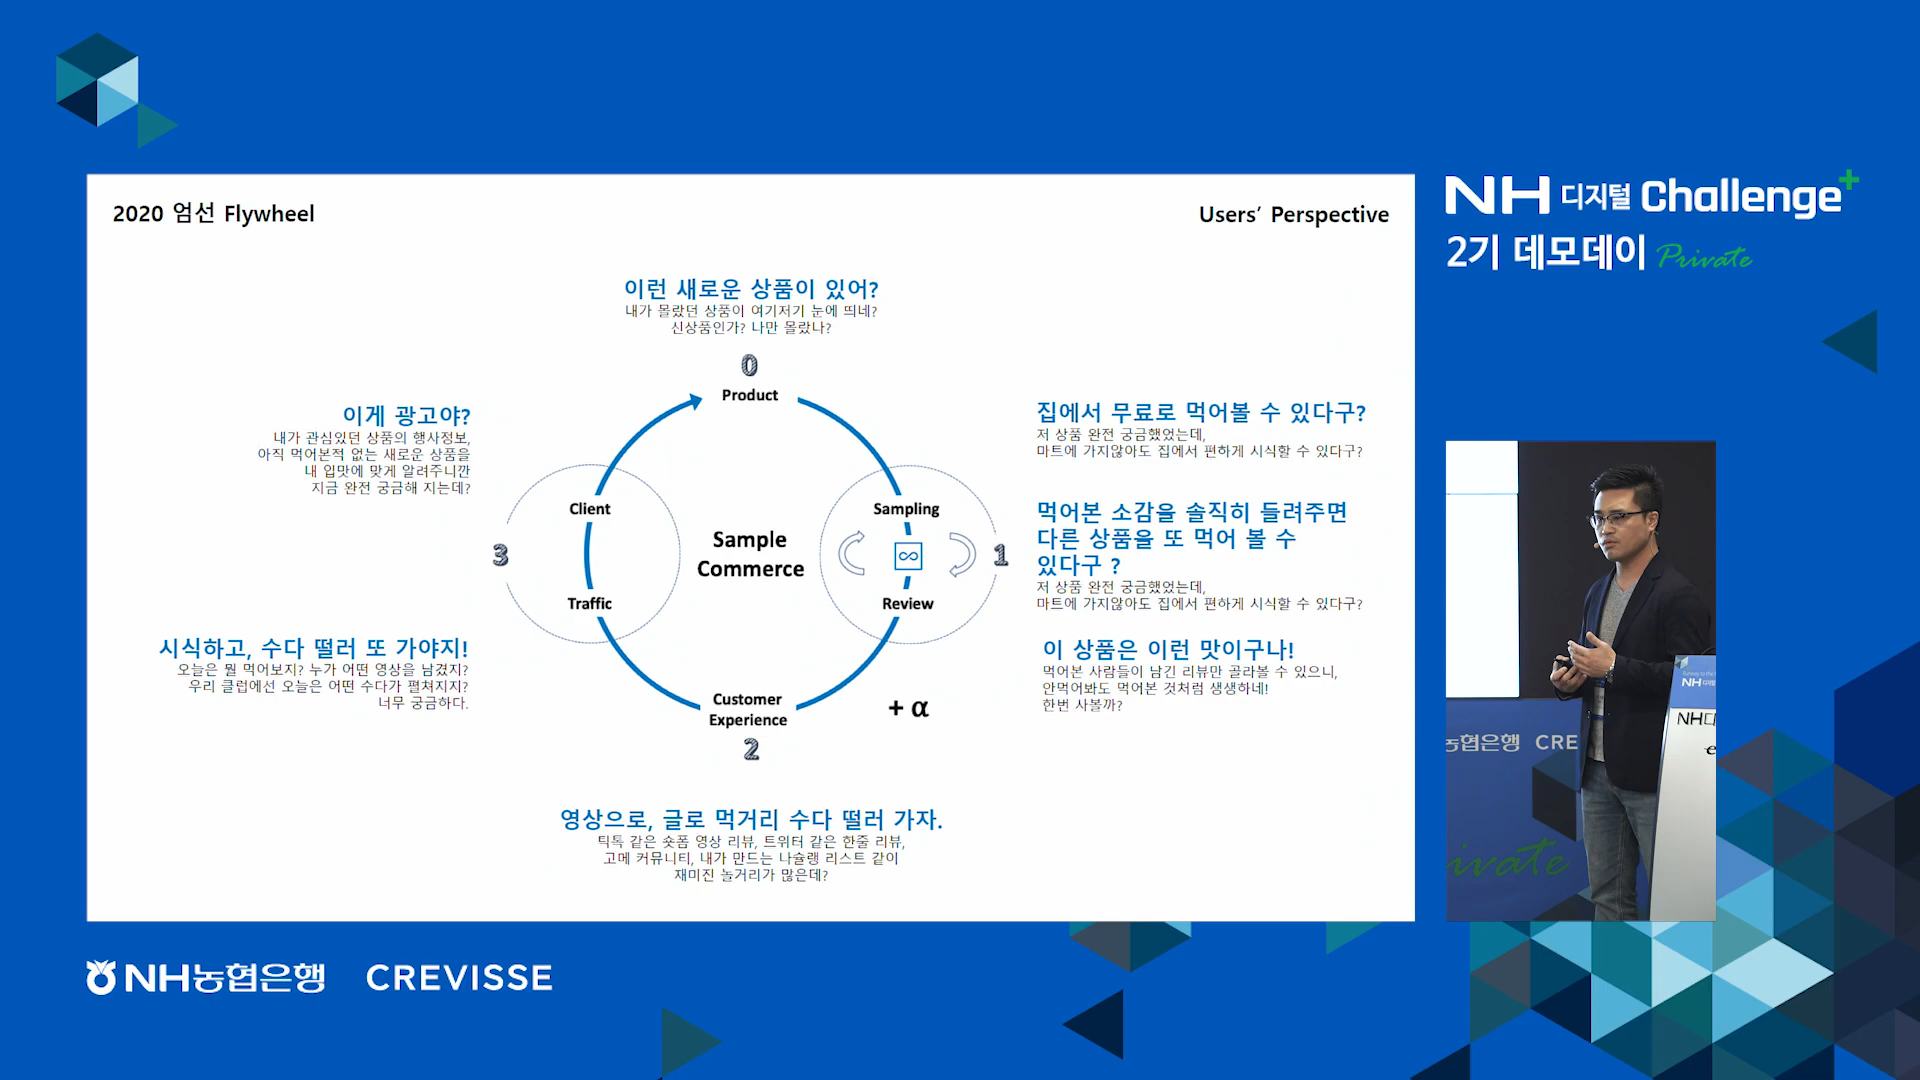 2020 엄선 Flywheel
Users’ Perspective
이런 새로운 상품이 있어?
내가 몰랐던 상품이 여기저기 눈에 띄네?
신상품인가? 나만 몰랐나?
0
Product
이게 광고야?
내가 관심있던 상품의 행사정보,
아직 먹어본적 없는 새로운 상품을
내 입맛에 맞게 알려주니깐
지금 완전 궁금해 지는데?
집에서 무료로 먹어볼 수 있다구?
저 상품 완전 궁금했었는데,
마트에 가지않아도 집에서 편하게 시식할 수 있다구?
Client
Sampling
3
Sample
Commerce
∞
1
먹어본 소감을 솔직히 들려주면
다른 상품을 또 먹어 볼 수
있다구 ?
저 상품 완전 궁금했었는데,
마트에 가지않아도 집에서 편하게 시식할 수 있다구?
Traffic
Review
시식하고, 수다 떨러 또 가야지!
오늘은 뭘 먹어보지? 누가 어떤 영상을 남겼지?
우리 클럽에선 오늘은 어떤 수다가 펼쳐지지?
너무 궁금하다.
이 상품은 이런 맛이구나!
먹어본 사람들이 남긴 리뷰만 골라볼 수 있으니,
안먹어봐도 먹어본 것처럼 생생하네!
한번 사볼까?
Customer
Experience
2
+ α
영상으로, 글로 먹거리 수다 떨러 가자.
틱톡 같은 숏폼 영상 리뷰, 트위터 같은 한줄 리뷰,
고메 커뮤니티, 내가 만드는 나슐랭 리스트 같이
재미진 놀거리가 많은데?
NH 디지털 Challenge+
2기 데모데이 Private
농협은행 CRE
NH디
NH농협은행 CREVISSE